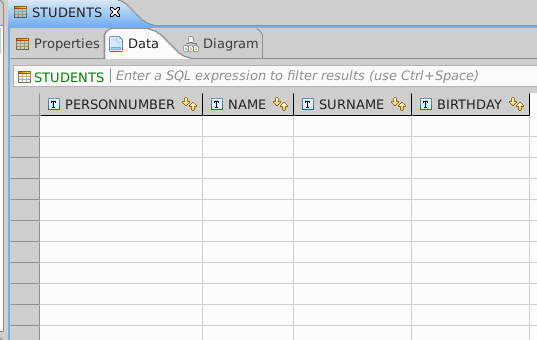 STUDENTS
Properties Data Diagram
STUDENTS Enter a SQL expression to filter results (use Ctrl+Space)
T PERSONNUMBER T NAME T SURNAME T BIRTHDAY